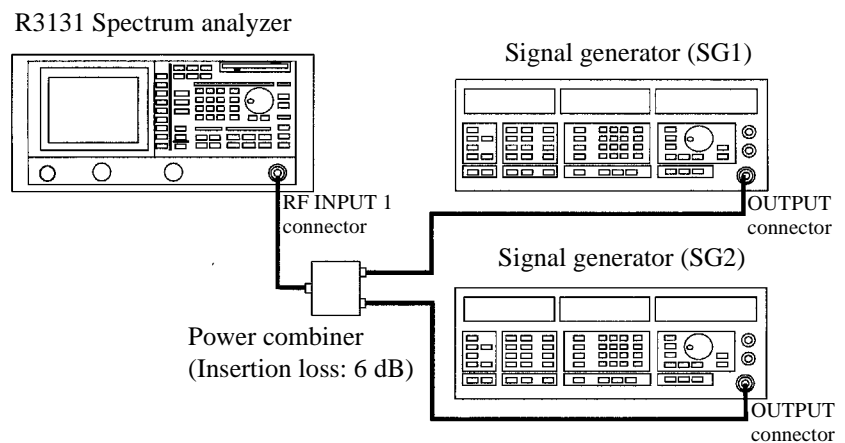 R3131 Spectrum analyzer
Signal generator (SG1)
RF INPUT 1
connector
OUTPUT
connector
Signal generator (SG2)
Power combiner
(Insertion loss: 6 dB)
OUTPUT
connector